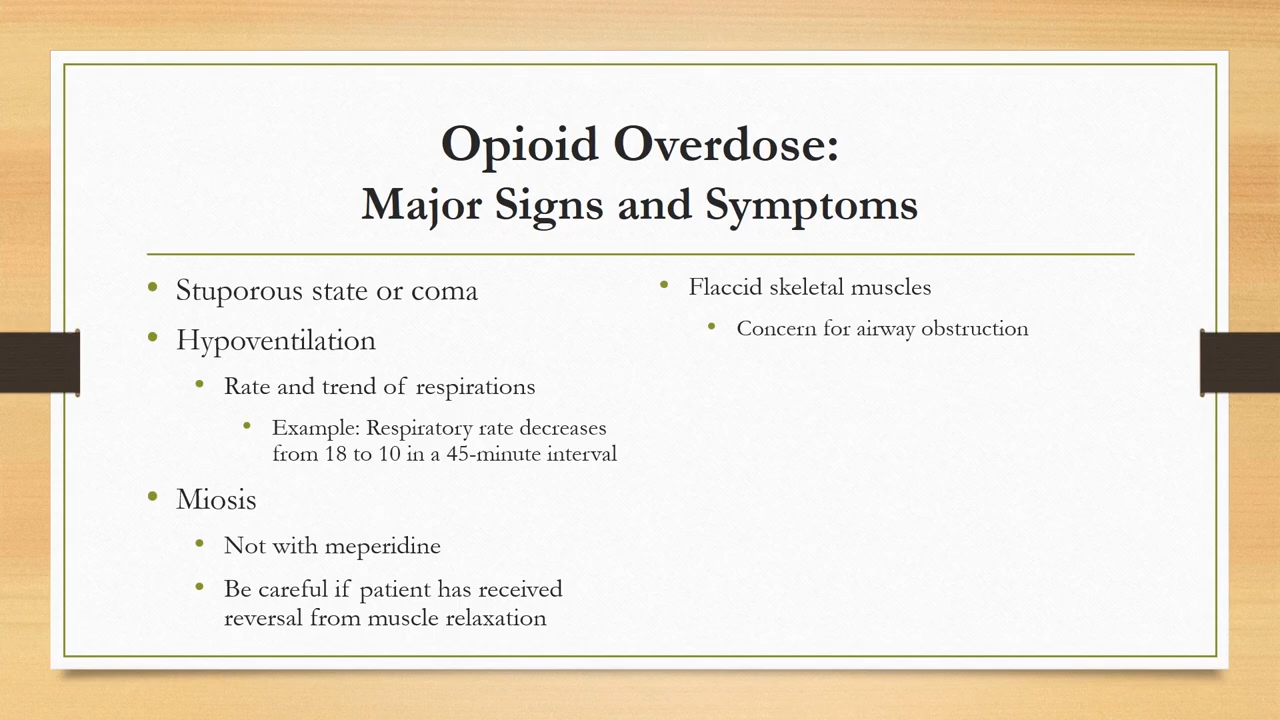 Opioid Overdose:
Major Signs and Symptoms
• Stuporous state or coma
• Hypoventilation
• Rate and trend of respirations
• Example: Respiratory rate decreases
from 18 to 10 in a 45-minute interval
• Miosis
• Not with meperidine
• Be careful if patient has received
reversal from muscle relaxation
• Flaccid skeletal muscles
• Concern for airway obstruction